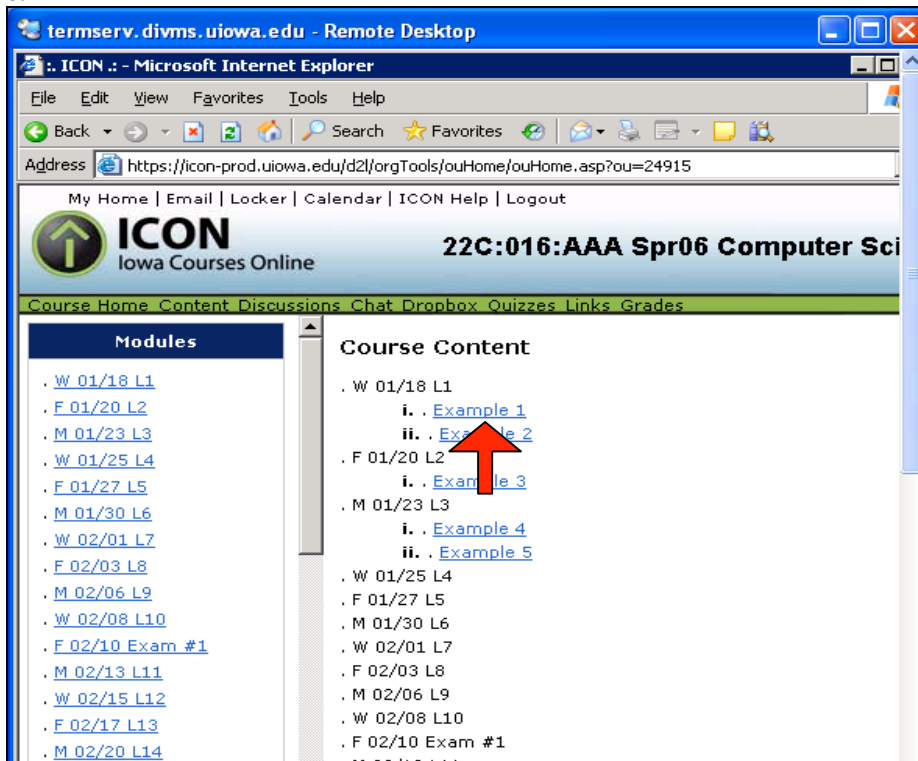 termserv.divms.uiowa.edu - Remote Desktop
:. ICON .: - Microsoft Internet Explorer
File Edit View Favorites Tools Help
Back Search Favorites
Address https://icon-prod.uiowa.edu/d2l/orgTools/ouHome/ouHome.asp?ou=24915
My Home | Email | Locker | Calendar | ICON Help | Logout
ICON
Iowa Courses Online
22C:016:AAA Spr06 Computer Sci
Course Home Content Discussions Chat Dropbox Quizzes Links Grades
Modules
. W 01/18 L1
. F 01/20 L2
. M 01/23 L3
. W 01/25 L4
. F 01/27 L5
. M 01/30 L6
. W 02/01 L7
. F 02/03 L8
. M 02/06 L9
. W 02/08 L10
. F 02/10 Exam #1
. M 02/13 L11
. W 02/15 L12
. F 02/17 L13
. M 02/20 L14
Course Content
. W 01/18 L1
i. . Example 1
ii. . Example 2
. F 01/20 L2
i. . Example 3
. M 01/23 L3
i. . Example 4
ii. . Example 5
. W 01/25 L4
. F 01/27 L5
. M 01/30 L6
. W 02/01 L7
. F 02/03 L8
. M 02/06 L9
. W 02/08 L10
. F 02/10 Exam #1